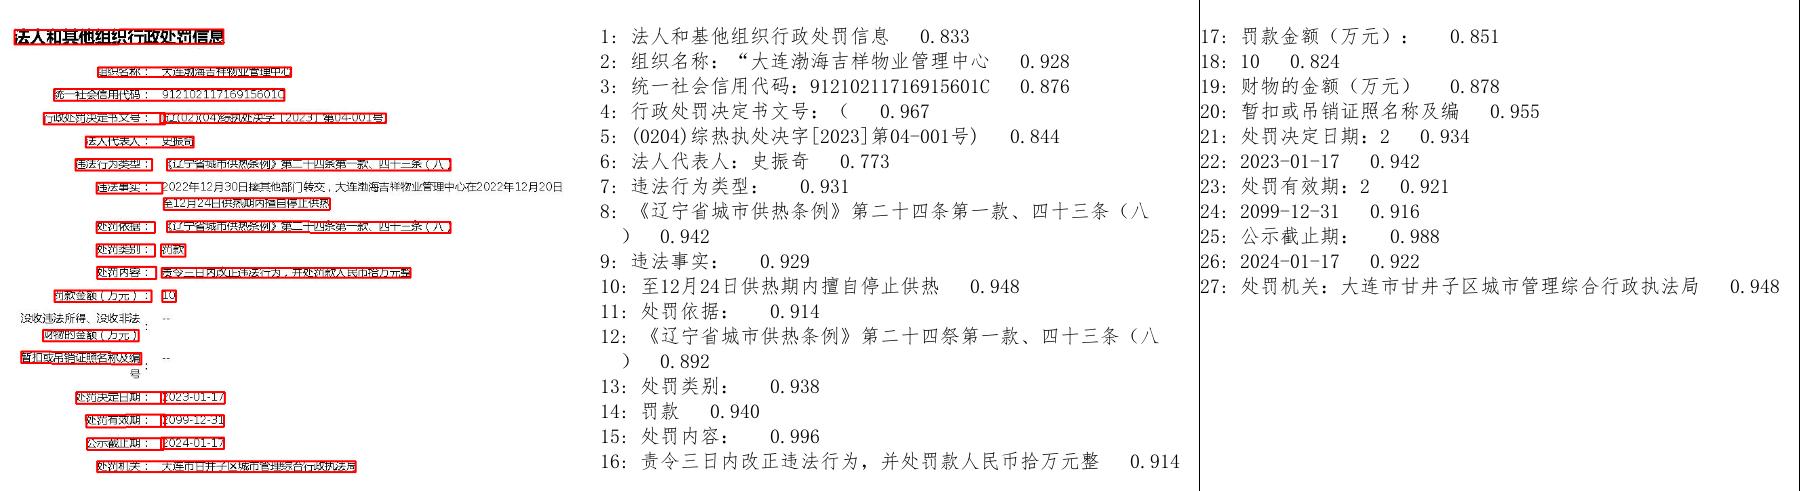 法人和其他组织行政处罚信息
组织名称： 大连渤海吉祥物业管理中心
统一社会信用代码： 91210211716915601C
行政处罚决定书文号：
法人代表人： 史振奇
违法行为类型： 《辽宁省城市供热条例》第二十四条第一款、四十三条（八）
违法事实： 2022年12月30日接其他部门转交，大连渤海吉祥物业管理中心在2022年12月20日
至12月24日供热期内擅自停止供热
处罚依据： 《辽宁省城市供热条例》第二十四条第一款、四十三条（八）
处罚类别： 罚款
处罚内容： 责令三日内改正违法行为，并处罚款人民币拾万元整
罚款金额（万元）： 10
没收违法所得、没收非法
财物的金额（万元）
： --
暂扣或吊销证照名称及编
号
： --
处罚决定日期： 2023-01-17
处罚有效期： 2099-12-31
公示截止期： 2024-01-17
处罚机关： 大连市甘井子区城市管理综合行政执法局
1: 法人和基他组织行政处罚信息 0.833
2: 组织名称: “大连渤海吉祥物业管理中心 0.928
3: 统一社会信用代码: 91210211716915601C 0.876
4: 行政处罚决定书文号: ( 0.967
5: (0204)综热执处决字[2023]第04-001号) 0.844
6: 法人代表人: 史振奇 0.773
7: 违法行为类型: 0.931
8: 《辽宁省城市供热条例》第二十四条第一款、四十三条（八
） 0.942
9: 违法事实: 0.929
10: 至12月24日供热期内擅自停止供热 0.948
11: 处罚依据: 0.914
12: 《辽宁省城市供热条例》第二十四祭第一款、四十三条（八
） 0.892
13: 处罚类别: 0.938
14: 罚款 0.940
15: 处罚内容: 0.996
16: 责令三日内改正违法行为, 并处罚款人民币拾万元整 0.914
17: 罚款金额（万元）: 0.851
18: 10 0.824
19: 财物的金额（万元） 0.878
20: 暂扣或吊销证照名称及编 0.955
21: 处罚决定日期:2 0.934
22: 2023-01-17 0.942
23: 处罚有效期:2 0.921
24: 2099-12-31 0.916
25: 公示截止期: 0.988
26: 2024-01-17 0.922
27: 处罚机关: 大连市甘井子区城市管理综合行政执法局 0.948